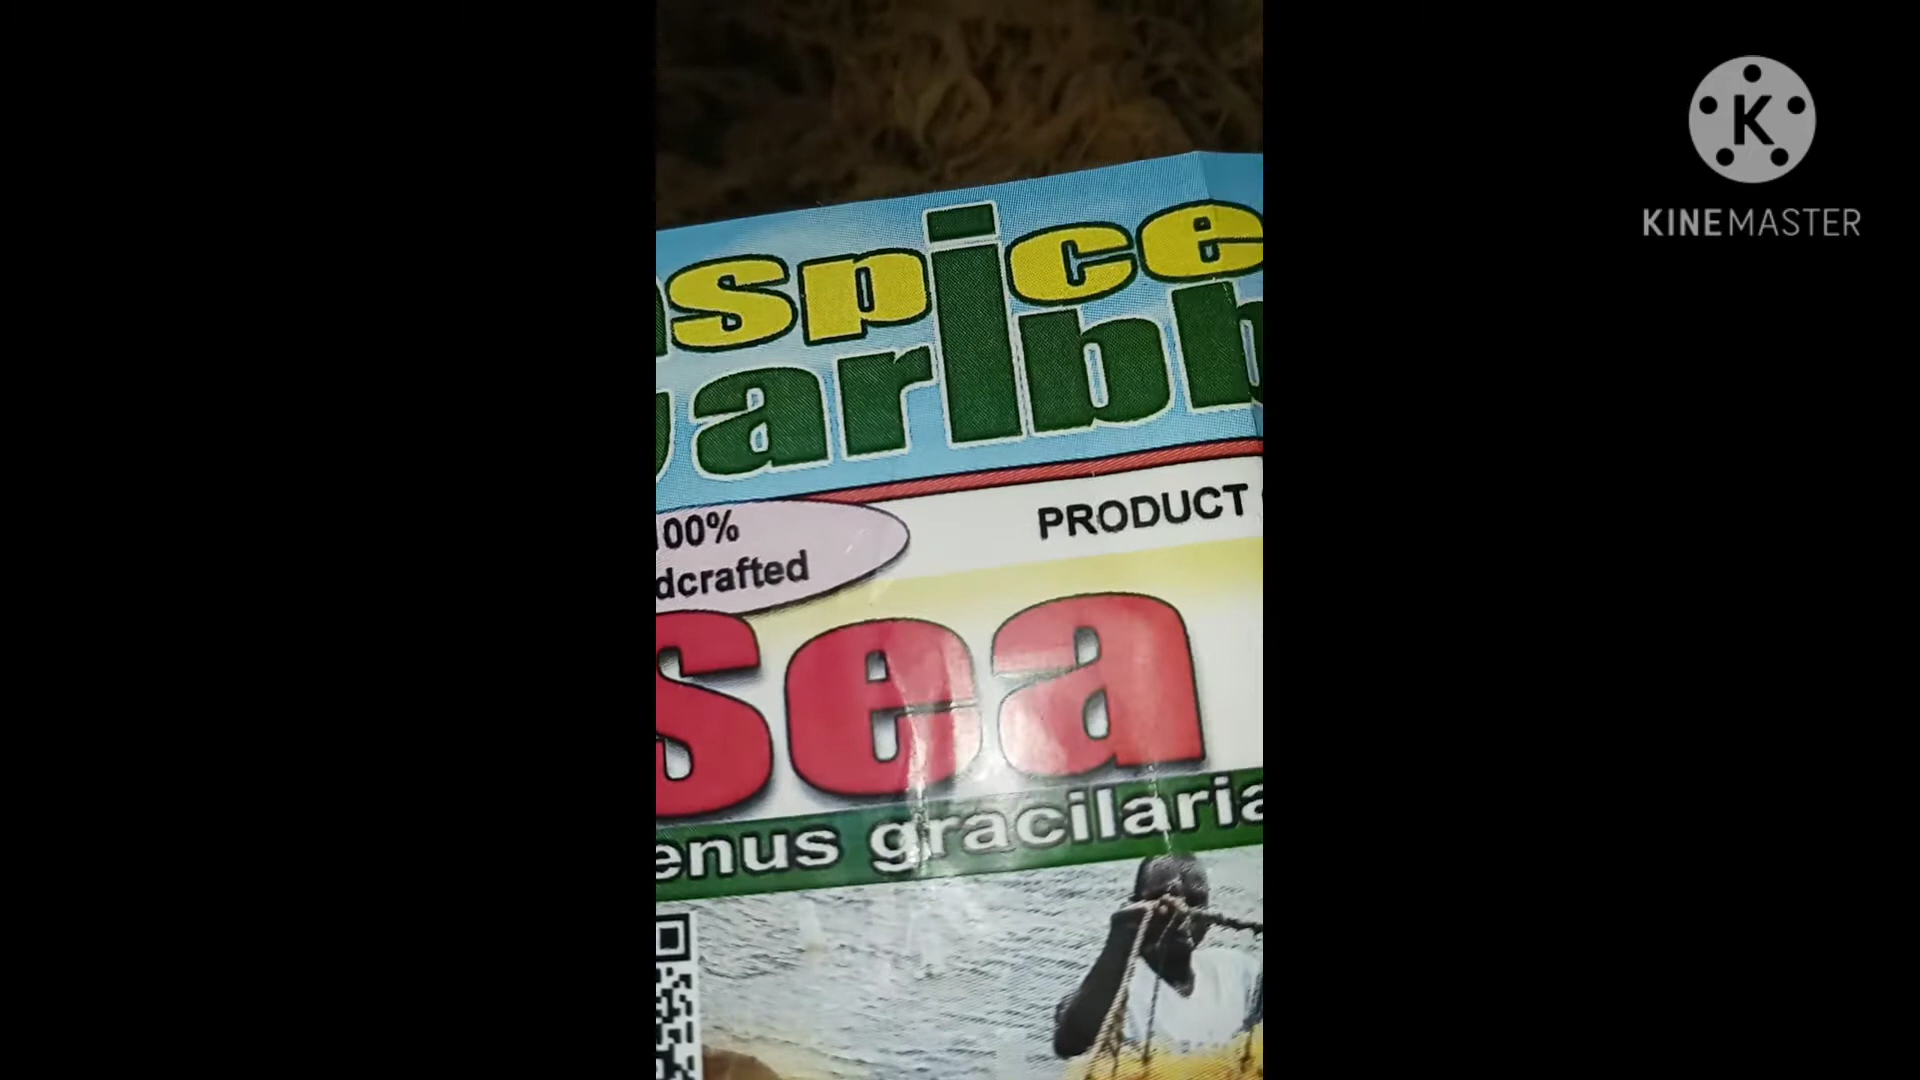 spice
aribb
100%
dcrafted
PRODUCT
sea
enus gracilaria
K
KINEMASTER